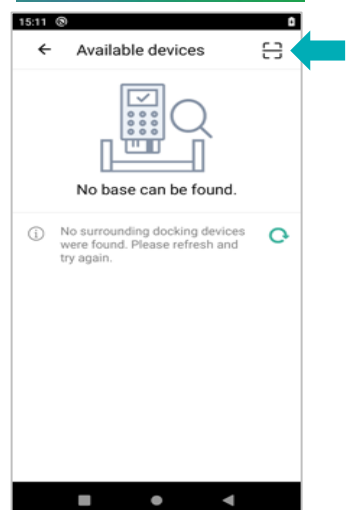 15:11
Available devices
No base can be found.
No surrounding docking devices
were found. Please refresh and
try again.